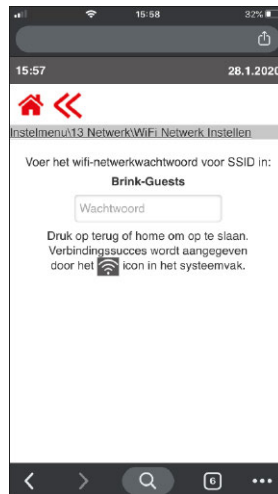 15:58
32%
15:57 28.1.2020
Instelmenu\13 Netwerk\WiFi Netwerk Instellen
Voer het wifi-netwerkwachtwoord voor SSID in:
Brink-Guests
Wachtwoord
Druk op terug of home om op te slaan.
Verbindingssucces wordt aangegeven
door het icon in het systeemvak.
6